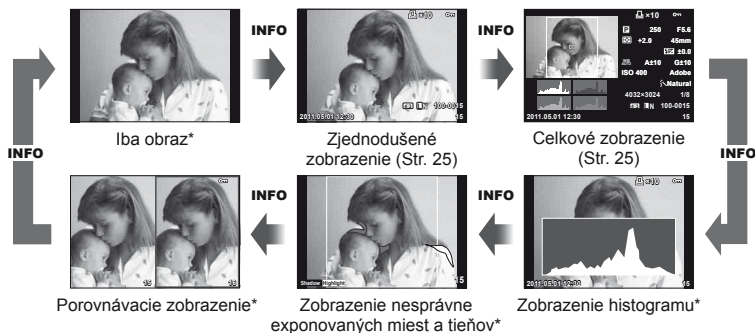 INFO
INFO
×10
×10
P 250 F5.6
+2.0 45mm
±0.0
A±10 G±10
ISO 400 Adobe
Natural
4032×3024 1/8
N 100-0015
2011.05.01 12:30 15
N 100-0015
2011.05.01 12:30 15
Iba obraz*
Zjednodušené
zobrazenie (Str. 25)
Celkové zobrazenie
(Str. 25)
INFO
INFO
INFO
INFO
×10
15
16
Shadow Highlight
15
2011.05.01 12:30
15
Porovnávacie zobrazenie*
Zobrazenie nesprávne
exponovaných miest a tieňov*
Zobrazenie histogramu*